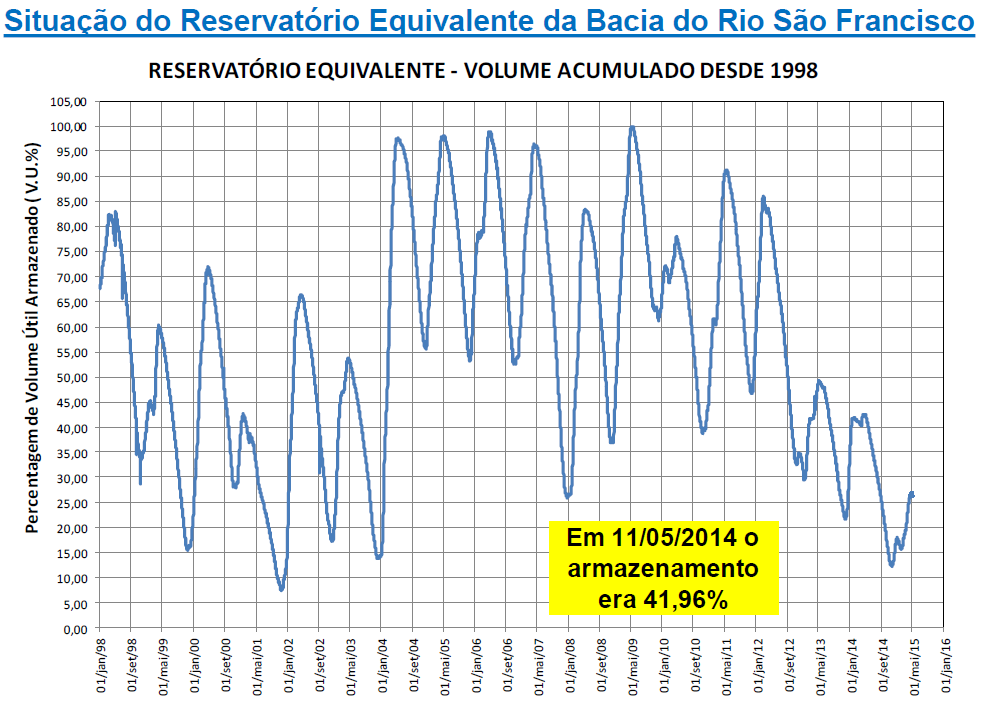 Situação do Reservatório Equivalente da Bacia do Rio São Francisco
RESERVATÓRIO EQUIVALENTE - VOLUME ACUMULADO DESDE 1998
Percentagem de Volume Útil Armazenado ( V.U.%)
105,00
100,00
95,00
90,00
85,00
80,00
75,00
70,00
65,00
60,00
55,00
50,00
45,00
40,00
35,00
30,00
25,00
20,00
15,00
10,00
5,00
0,00
Em 11/05/2014 o
armazenamento
era 41,96%
01/jan/98
01/set/98
01/mai/99
01/jan/00
01/set/00
01/mai/01
01/jan/02
01/set/02
01/mai/03
01/jan/04
01/set/04
01/mai/05
01/jan/06
01/set/06
01/mai/07
01/jan/08
01/set/08
01/mai/09
01/jan/10
01/set/10
01/mai/11
01/jan/12
01/set/12
01/mai/13
01/jan/14
01/set/14
01/mai/15
01/jan/16